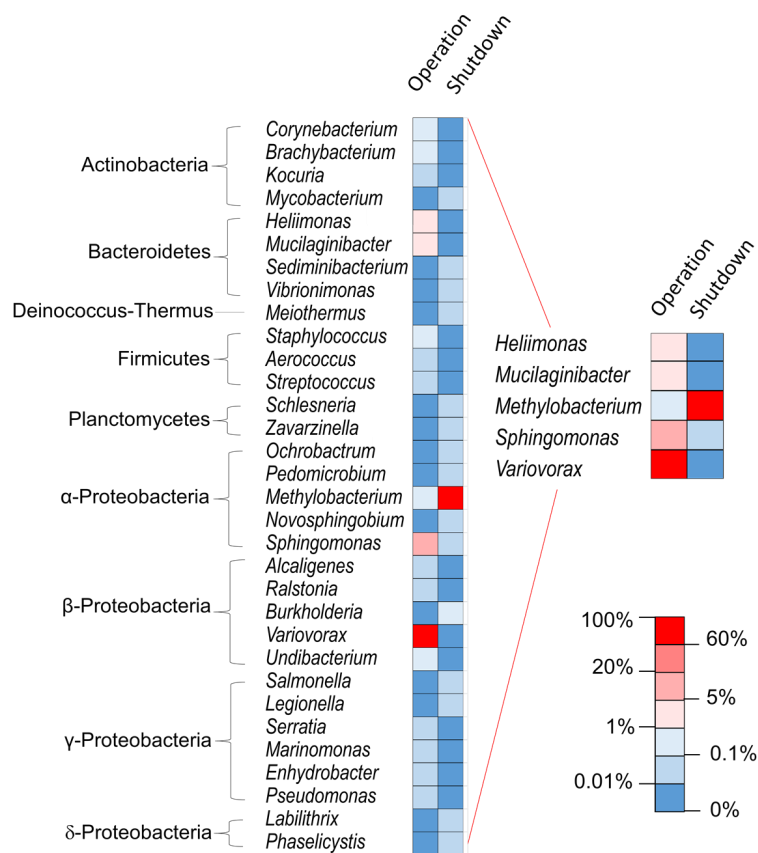 Operation Shutdown
Actinobacteria
Corynebacterium
Brachybacterium
Kocuria
Mycobacterium
Bacteroidetes
Heliimonas
Mucilaginibacter
Sediminibacterium
Vibrionimonas
Deinococcus-Thermus
Meiothermus
Firmicutes
Staphylococcus
Aerococcus
Streptococcus
Planctomycetes
Schlesneria
Zavarzinella
α-Proteobacteria
Ochrobactrum
Pedomicrobium
Methylobacterium
Novosphingobium
Sphingomonas
β-Proteobacteria
Alcaligenes
Ralstonia
Burkholderia
Variovorax
Undibacterium
γ-Proteobacteria
Salmonella
Legionella
Serratia
Marinomonas
Enhydrobacter
Pseudomonas
δ-Proteobacteria
Labilithrix
Phaselicystis
Operation Shutdown
Heliimonas
Mucilaginibacter
Methylobacterium
Sphingomonas
Variovorax
100%
60%
20%
5%
1%
0.1%
0.01%
0%